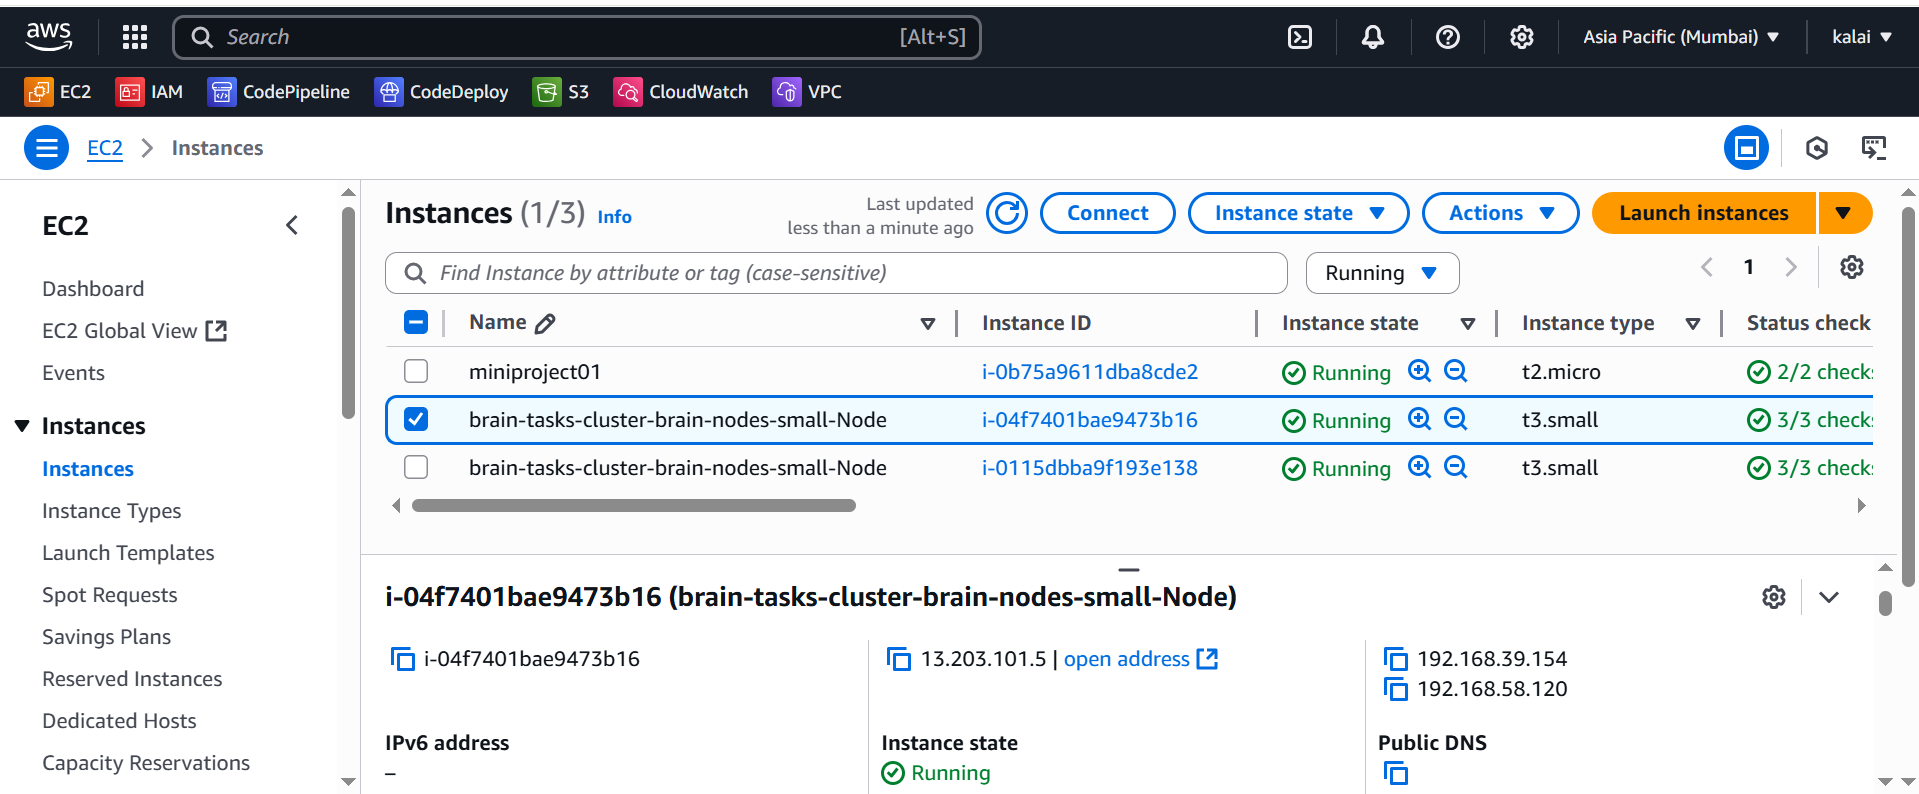 aws
Search [Alt+S]
Asia Pacific (Mumbai)
kalai
EC2 IAM CodePipeline CodeDeploy S3 CloudWatch VPC
EC2 Instances
EC2
Dashboard
EC2 Global View
Events
Instances
Instances
Instance Types
Launch Templates
Spot Requests
Savings Plans
Reserved Instances
Dedicated Hosts
Capacity Reservations
Instances (1/3) Info
Last updated
less than a minute ago
Connect
Instance state
Actions
Launch instances
Find Instance by attribute or tag (case-sensitive)
Running
1
Name Instance ID Instance state Instance type Status check
miniproject01 i-0b75a9611dba8cde2 Running t2.micro 2/2 check
brain-tasks-cluster-brain-nodes-small-Node i-04f7401bae9473b16 Running t3.small 3/3 check
brain-tasks-cluster-brain-nodes-small-Node i-0115dbba9f193e138 Running t3.small 3/3 check
i-04f7401bae9473b16 (brain-tasks-cluster-brain-nodes-small-Node)
i-04f7401bae9473b16
13.203.101.5 | open address
192.168.39.154
192.168.58.120
IPv6 address
–
Instance state
Running
Public DNS